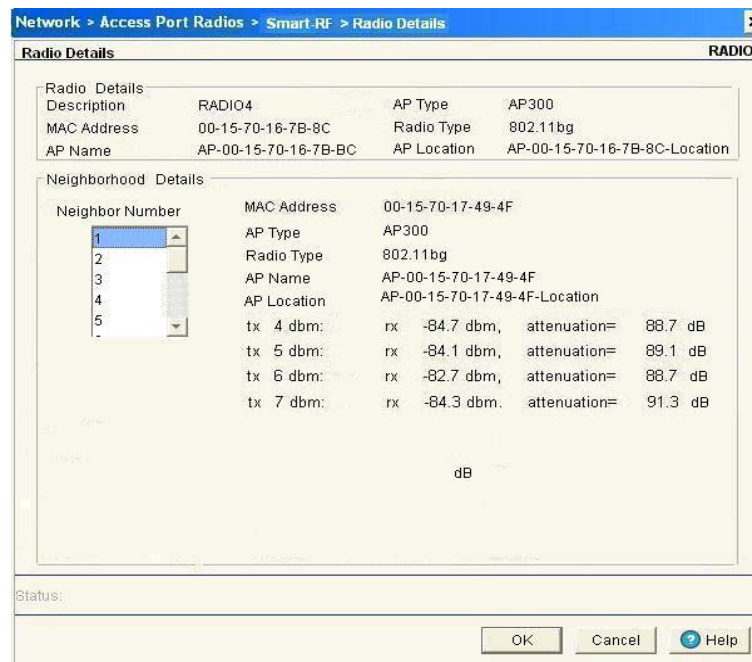 Network > Access Port Radios > Smart-RF > Radio Details
Radio Details RADIO
Radio Details
Description RADIO4 AP Type AP300
MAC Address 00-15-70-16-7B-8C Radio Type 802.11bg
AP Name AP-00-15-70-16-7B-BC AP Location AP-00-15-70-16-7B-8C-Location
Neighborhood Details
Neighbor Number MAC Address 00-15-70-17-49-4F
1 AP Type AP300
2 Radio Type 802.11bg
3 AP Name AP-00-15-70-17-49-4F
4 AP Location AP-00-15-70-17-49-4F-Location
5 tx 4 dbm: rx -84.7 dbm, attenuation= 88.7 dB
tx 5 dbm: rx -84.1 dbm, attenuation= 89.1 dB
tx 6 dbm: rx -82.7 dbm, attenuation= 88.7 dB
tx 7 dbm: rx -84.3 dbm. attenuation= 91.3 dB
dB
Status:
OK Cancel ? Help